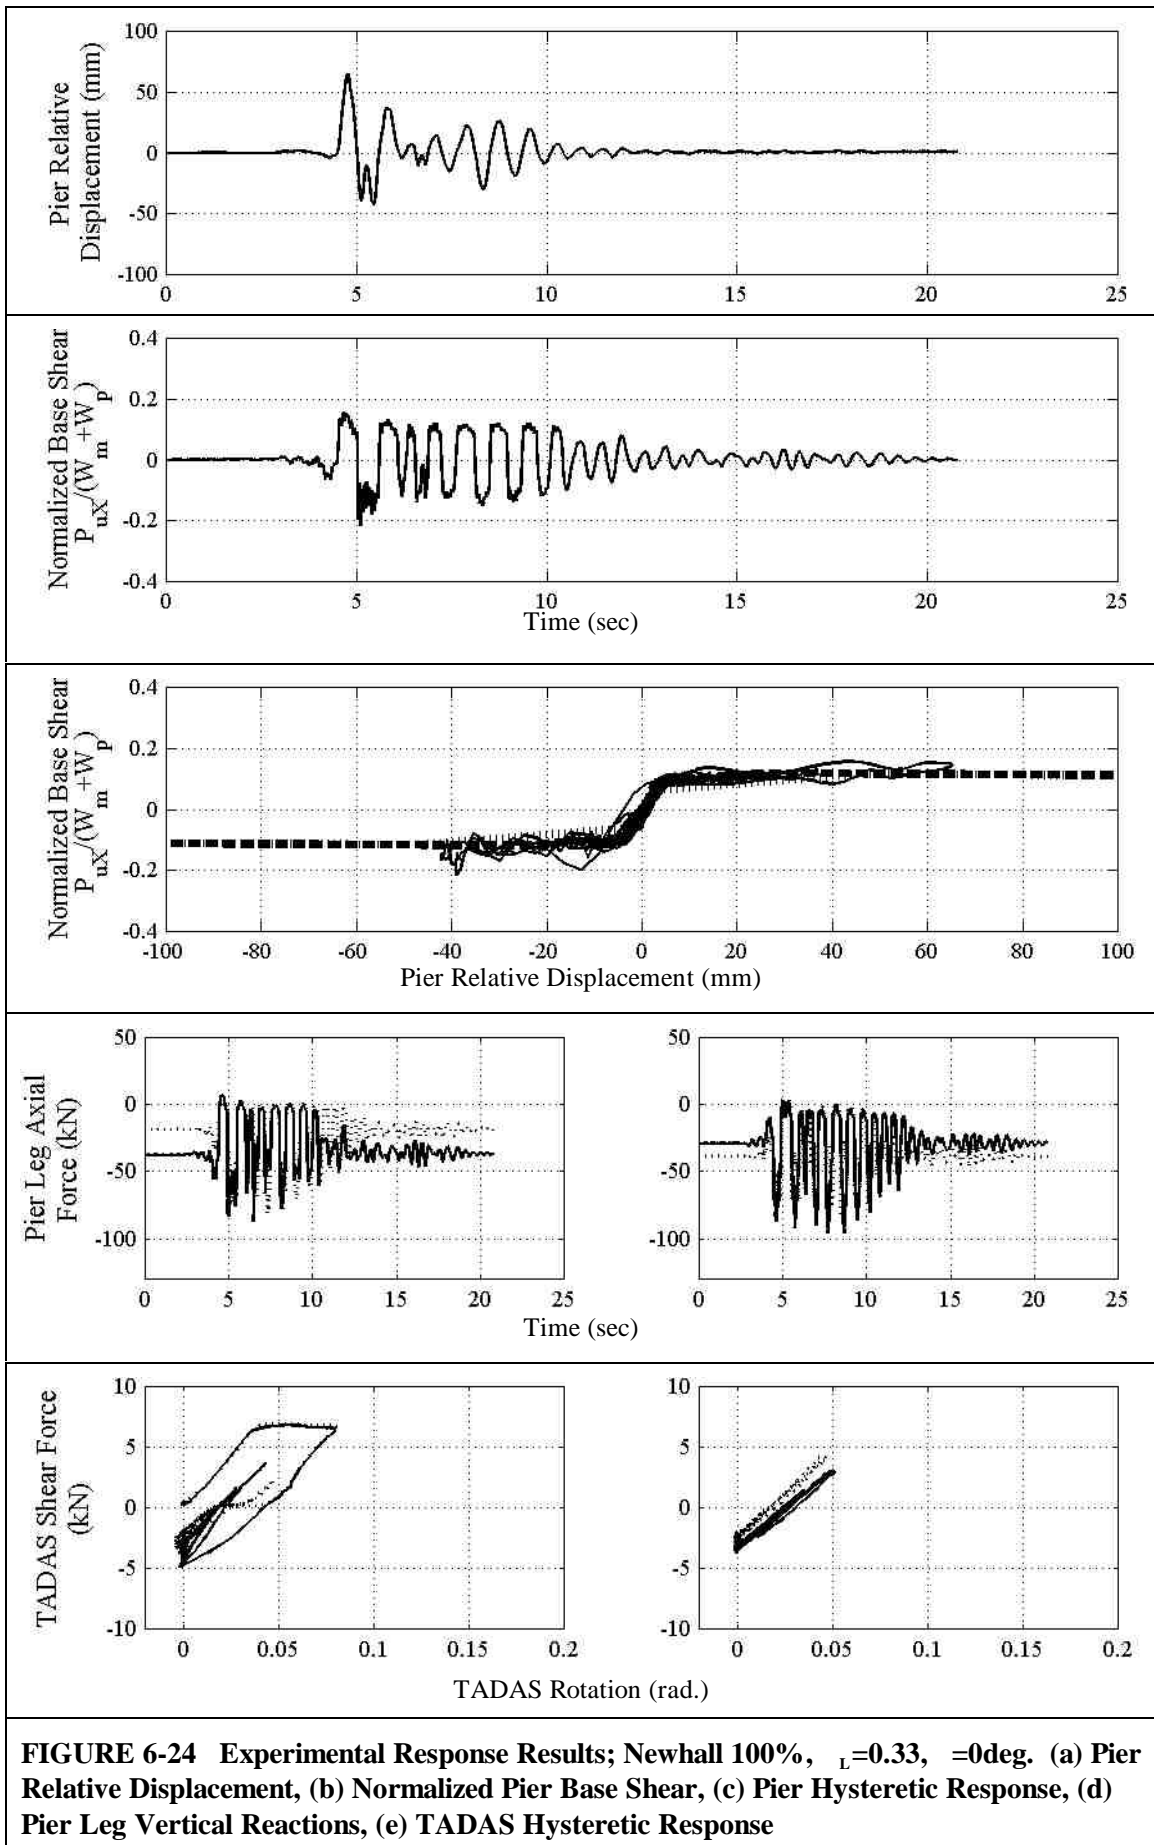 Pier Relative
Displacement (mm)
100
50
0
-50
-100
0 5 10 15 20 25
Normalized Base Shear
P_uX/(W_m+W_p)
0.4
0.2
0
-0.2
-0.4
0 5 10 15 20 25
Time (sec)
Normalized Base Shear
P_uX/(W_m+W_p)
0.4
0.2
0
-0.2
-0.4
-100 -80 -60 -40 -20 0 20 40 60 80 100
Pier Relative Displacement (mm)
Pier Leg Axial
Force (kN)
50
0
-50
-100
0 5 10 15 20 25
50
0
-50
-100
0 5 10 15 20 25
Time (sec)
TADAS Shear Force
(kN)
10
5
0
-5
-10
0 0.05 0.1 0.15 0.2
10
5
0
-5
-10
0 0.05 0.1 0.15 0.2
TADAS Rotation (rad.)
FIGURE 6-24 Experimental Response Results; Newhall 100%, L=0.33, =0deg. (a) Pier
Relative Displacement, (b) Normalized Pier Base Shear, (c) Pier Hysteretic Response, (d)
Pier Leg Vertical Reactions, (e) TADAS Hysteretic Response